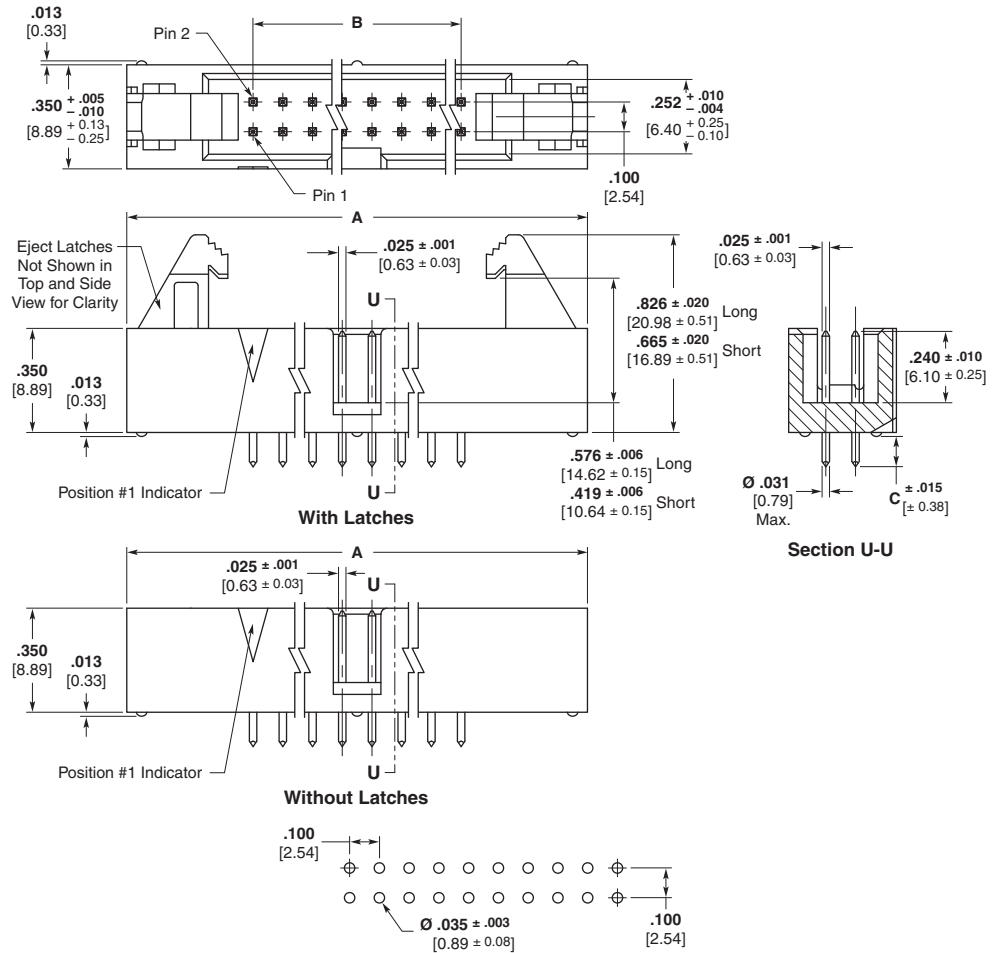 .013
[0.33]
Pin 2
B
.350 + .005 - .010
[8.89 + 0.13 - 0.25]
.252 + .010 - .004
[6.40 + 0.25 - 0.10]
.100
[2.54]
Pin 1
A
Eject Latches
Not Shown in
Top and Side
View for Clarity
.025 ± .001
[0.63 ± 0.03]
U
.826 ± .020
[20.98 ± 0.51] Long
.665 ± .020
[16.89 ± 0.51] Short
.025 ± .001
[0.63 ± 0.03]
.350
[8.89]
.013
[0.33]
.240 ± .010
[6.10 ± 0.25]
Position #1 Indicator
U
With Latches
.576 ± .006
[14.62 ± 0.15] Long
.419 ± .006
[10.64 ± 0.15] Short
Ø .031
[0.79]
Max.
C ± .015
[± 0.38]
Section U-U
A
.025 ± .001
[0.63 ± 0.03]
U
.350
[8.89]
.013
[0.33]
Position #1 Indicator
U
Without Latches
.100
[2.54]
Ø .035 ± .003
[0.89 ± 0.08]
.100
[2.54]